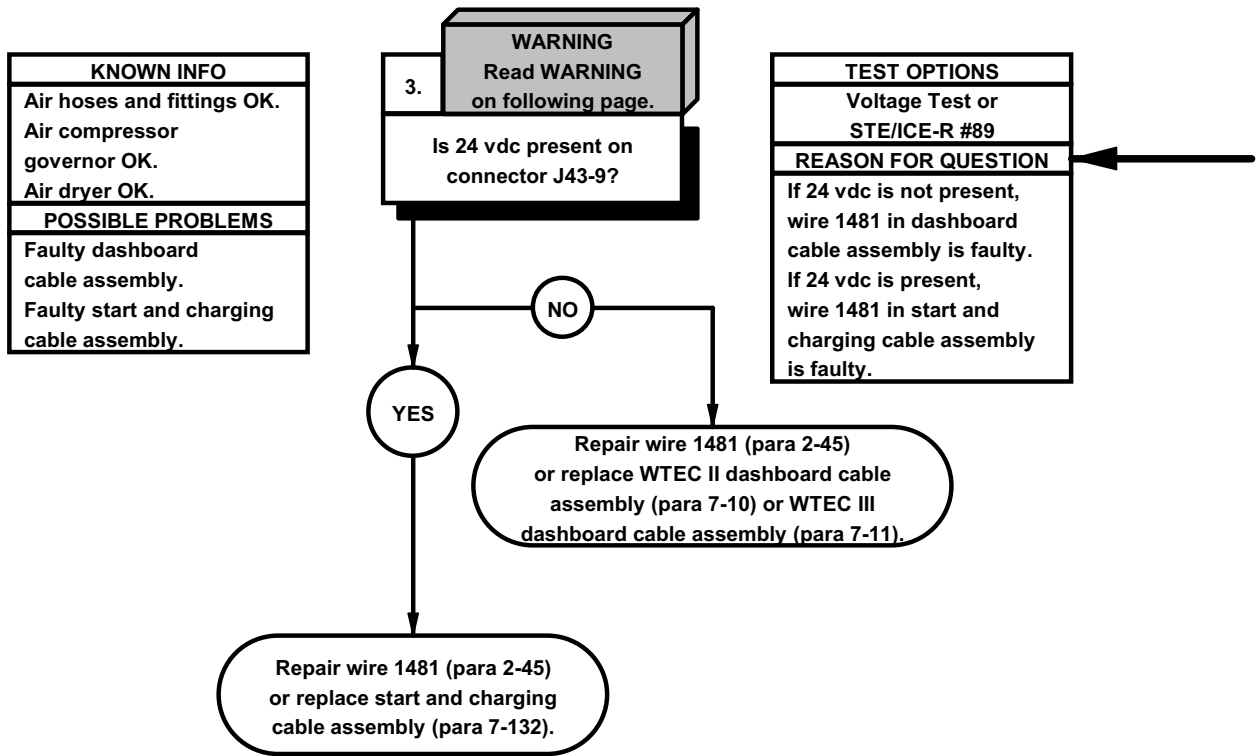 KNOWN INFO
Air hoses and fittings OK.
Air compressor
governor OK.
Air dryer OK.
POSSIBLE PROBLEMS
Faulty dashboard
cable assembly.
Faulty start and charging
cable assembly.
WARNING
Read WARNING
on following page.
3.
Is 24 vdc present on
connector J43-9?
TEST OPTIONS
Voltage Test or
STE/ICE-R #89
REASON FOR QUESTION
If 24 vdc is not present,
wire 1481 in dashboard
cable assembly is faulty.
If 24 vdc is present,
wire 1481 in start and
charging cable assembly
is faulty.
NO
YES
Repair wire 1481 (para 2-45)
or replace WTEC II dashboard cable
assembly (para 7-10) or WTEC III
dashboard cable assembly (para 7-11).
Repair wire 1481 (para 2-45)
or replace start and charging
cable assembly (para 7-132).